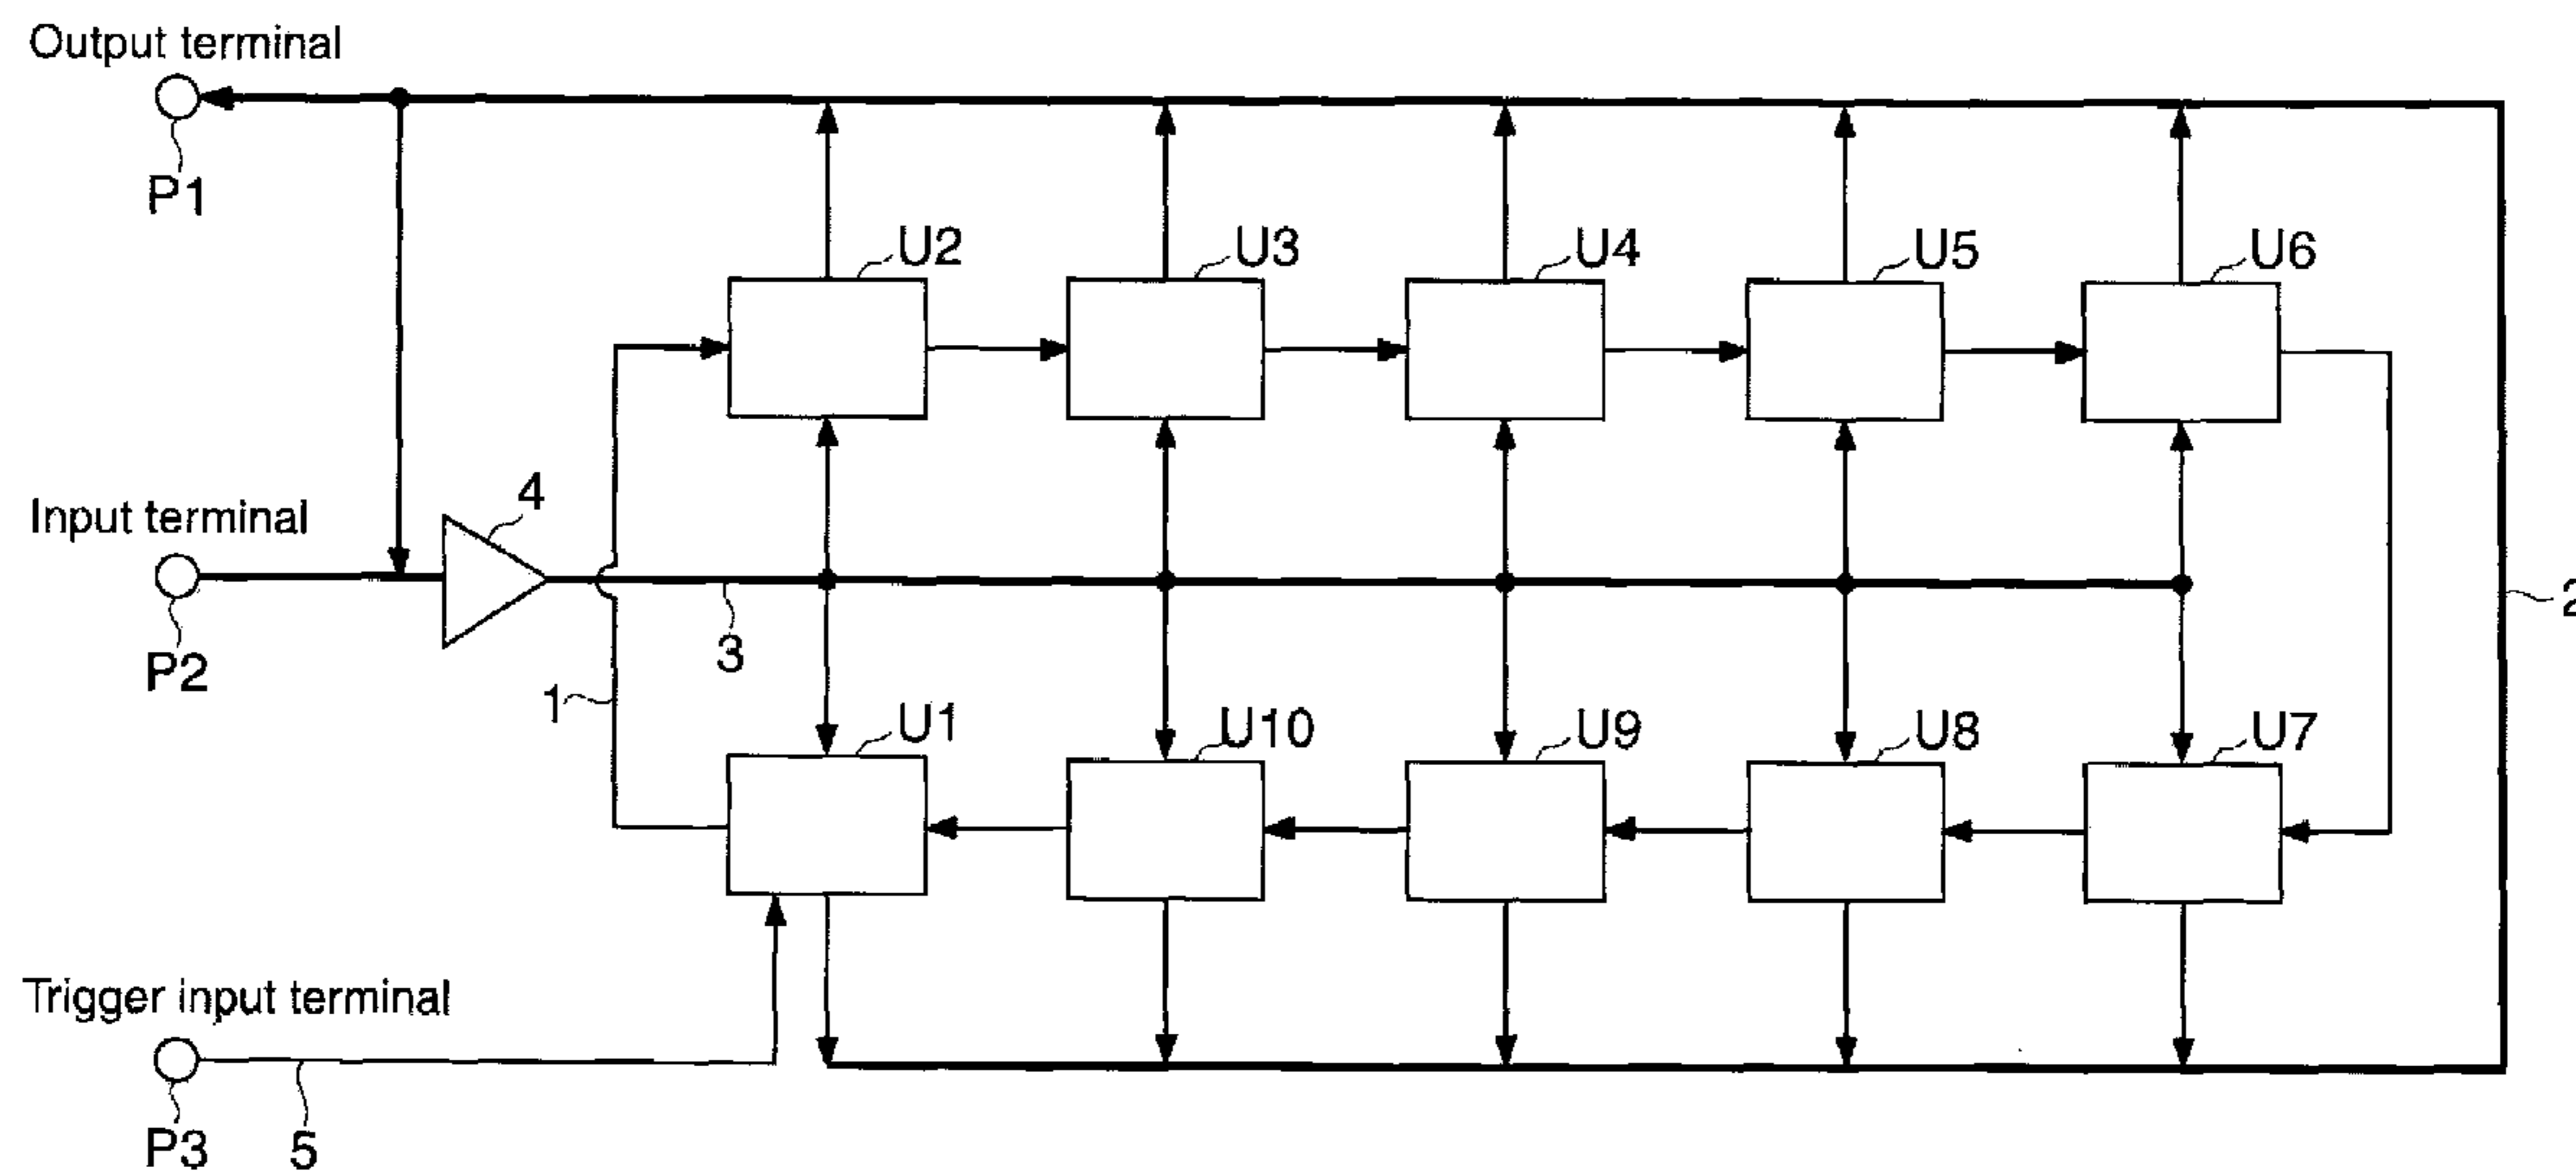 Output terminal
P1
U2
U3
U4
U5
U6
4
Input terminal
P2
3
2
1
U1
U10
U9
U8
U7
Trigger input terminal
P3
5